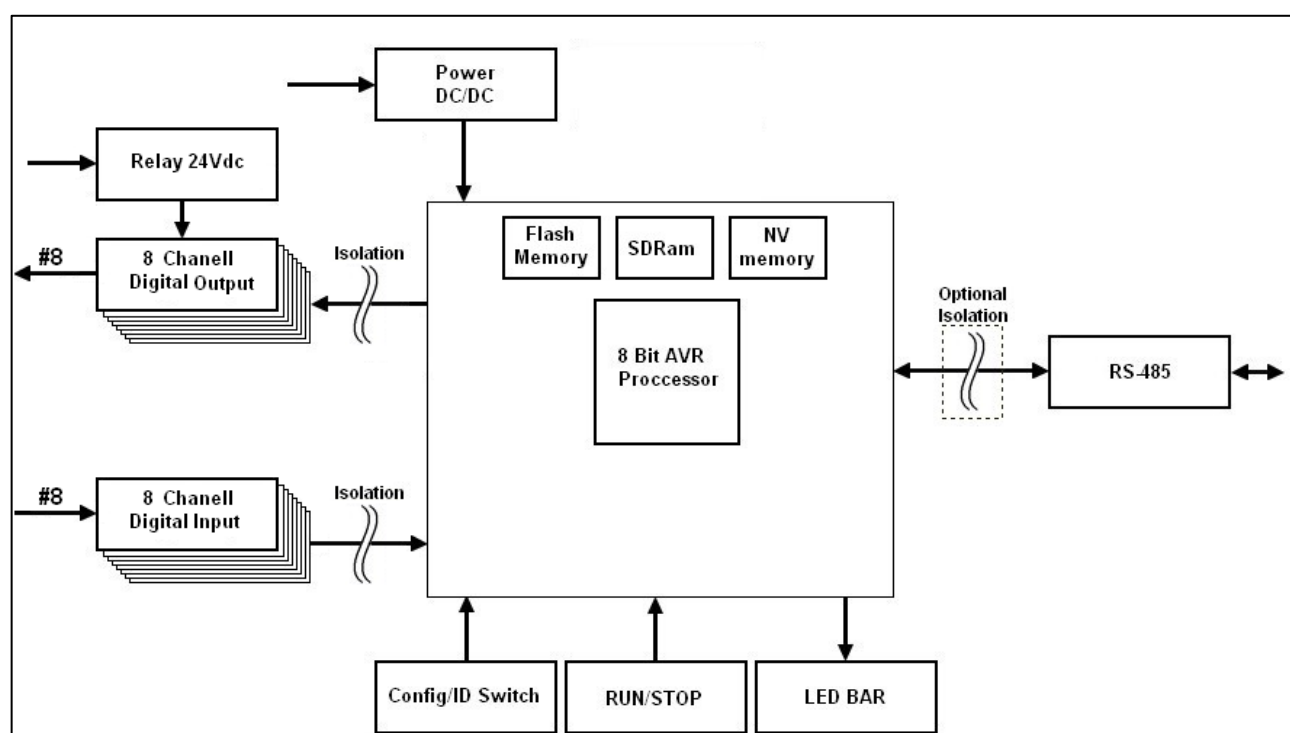 Power
DC/DC
Relay 24Vdc
#8
8 Chanell
Digital Output
Isolation
Flash
Memory
SDRam
NV
memory
8 Bit AVR
Proccessor
Optional
Isolation
RS-485
#8
8 Chanell
Digital Input
Isolation
Config/ID Switch
RUN/STOP
LED BAR